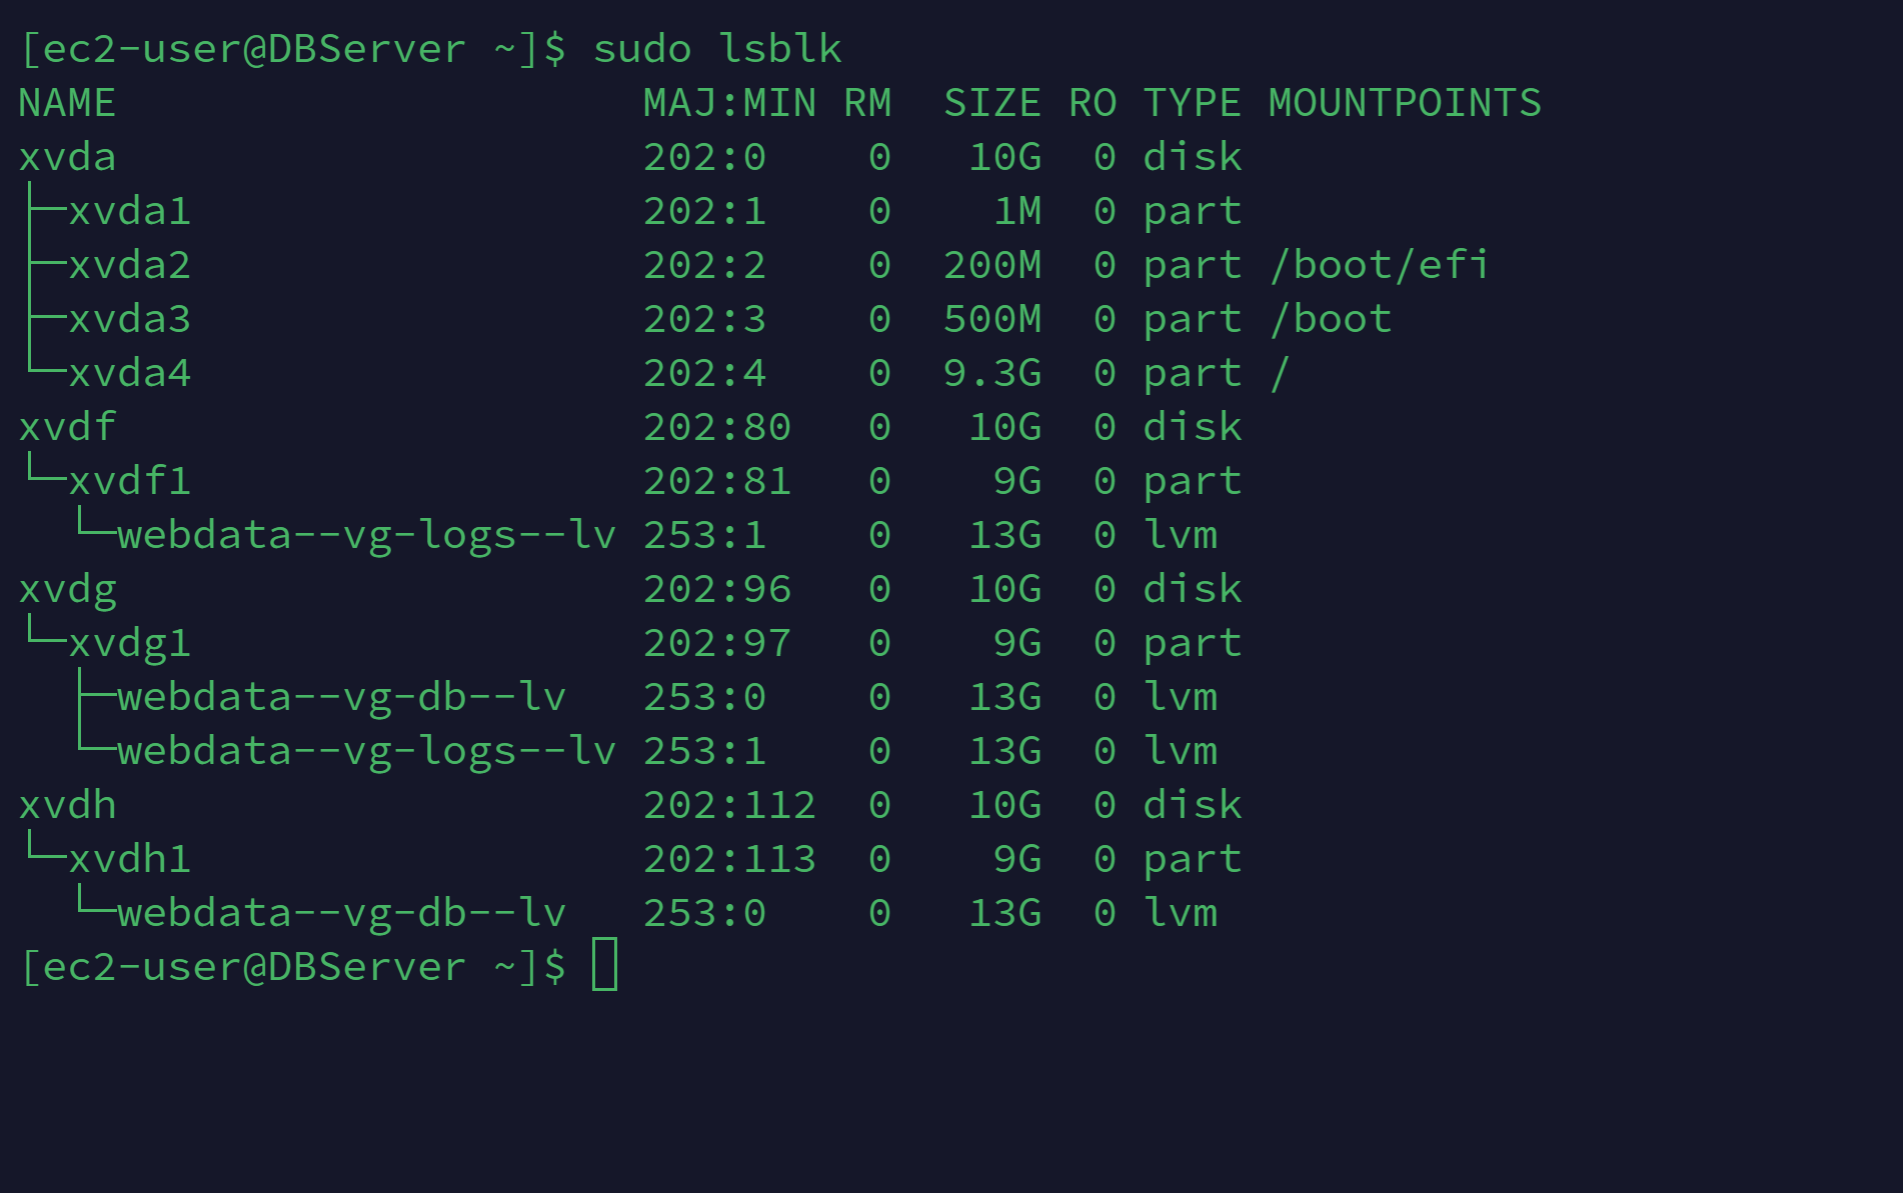 [ec2-user@DBServer ~]$ sudo lsblk
NAME                     MAJ:MIN RM  SIZE RO TYPE MOUNTPOINTS
xvda                     202:0    0   10G  0 disk
├─xvda1                  202:1    0    1M  0 part
├─xvda2                  202:2    0  200M  0 part /boot/efi
├─xvda3                  202:3    0  500M  0 part /boot
└─xvda4                  202:4    0  9.3G  0 part /
xvdf                     202:80   0   10G  0 disk
└─xvdf1                  202:81   0    9G  0 part
  └─webdata--vg-logs--lv 253:1    0   13G  0 lvm
xvdg                     202:96   0   10G  0 disk
└─xvdg1                  202:97   0    9G  0 part
  ├─webdata--vg-db--lv   253:0    0   13G  0 lvm
  └─webdata--vg-logs--lv 253:1    0   13G  0 lvm
xvdh                     202:112  0   10G  0 disk
└─xvdh1                  202:113  0    9G  0 part
  └─webdata--vg-db--lv   253:0    0   13G  0 lvm
[ec2-user@DBServer ~]$